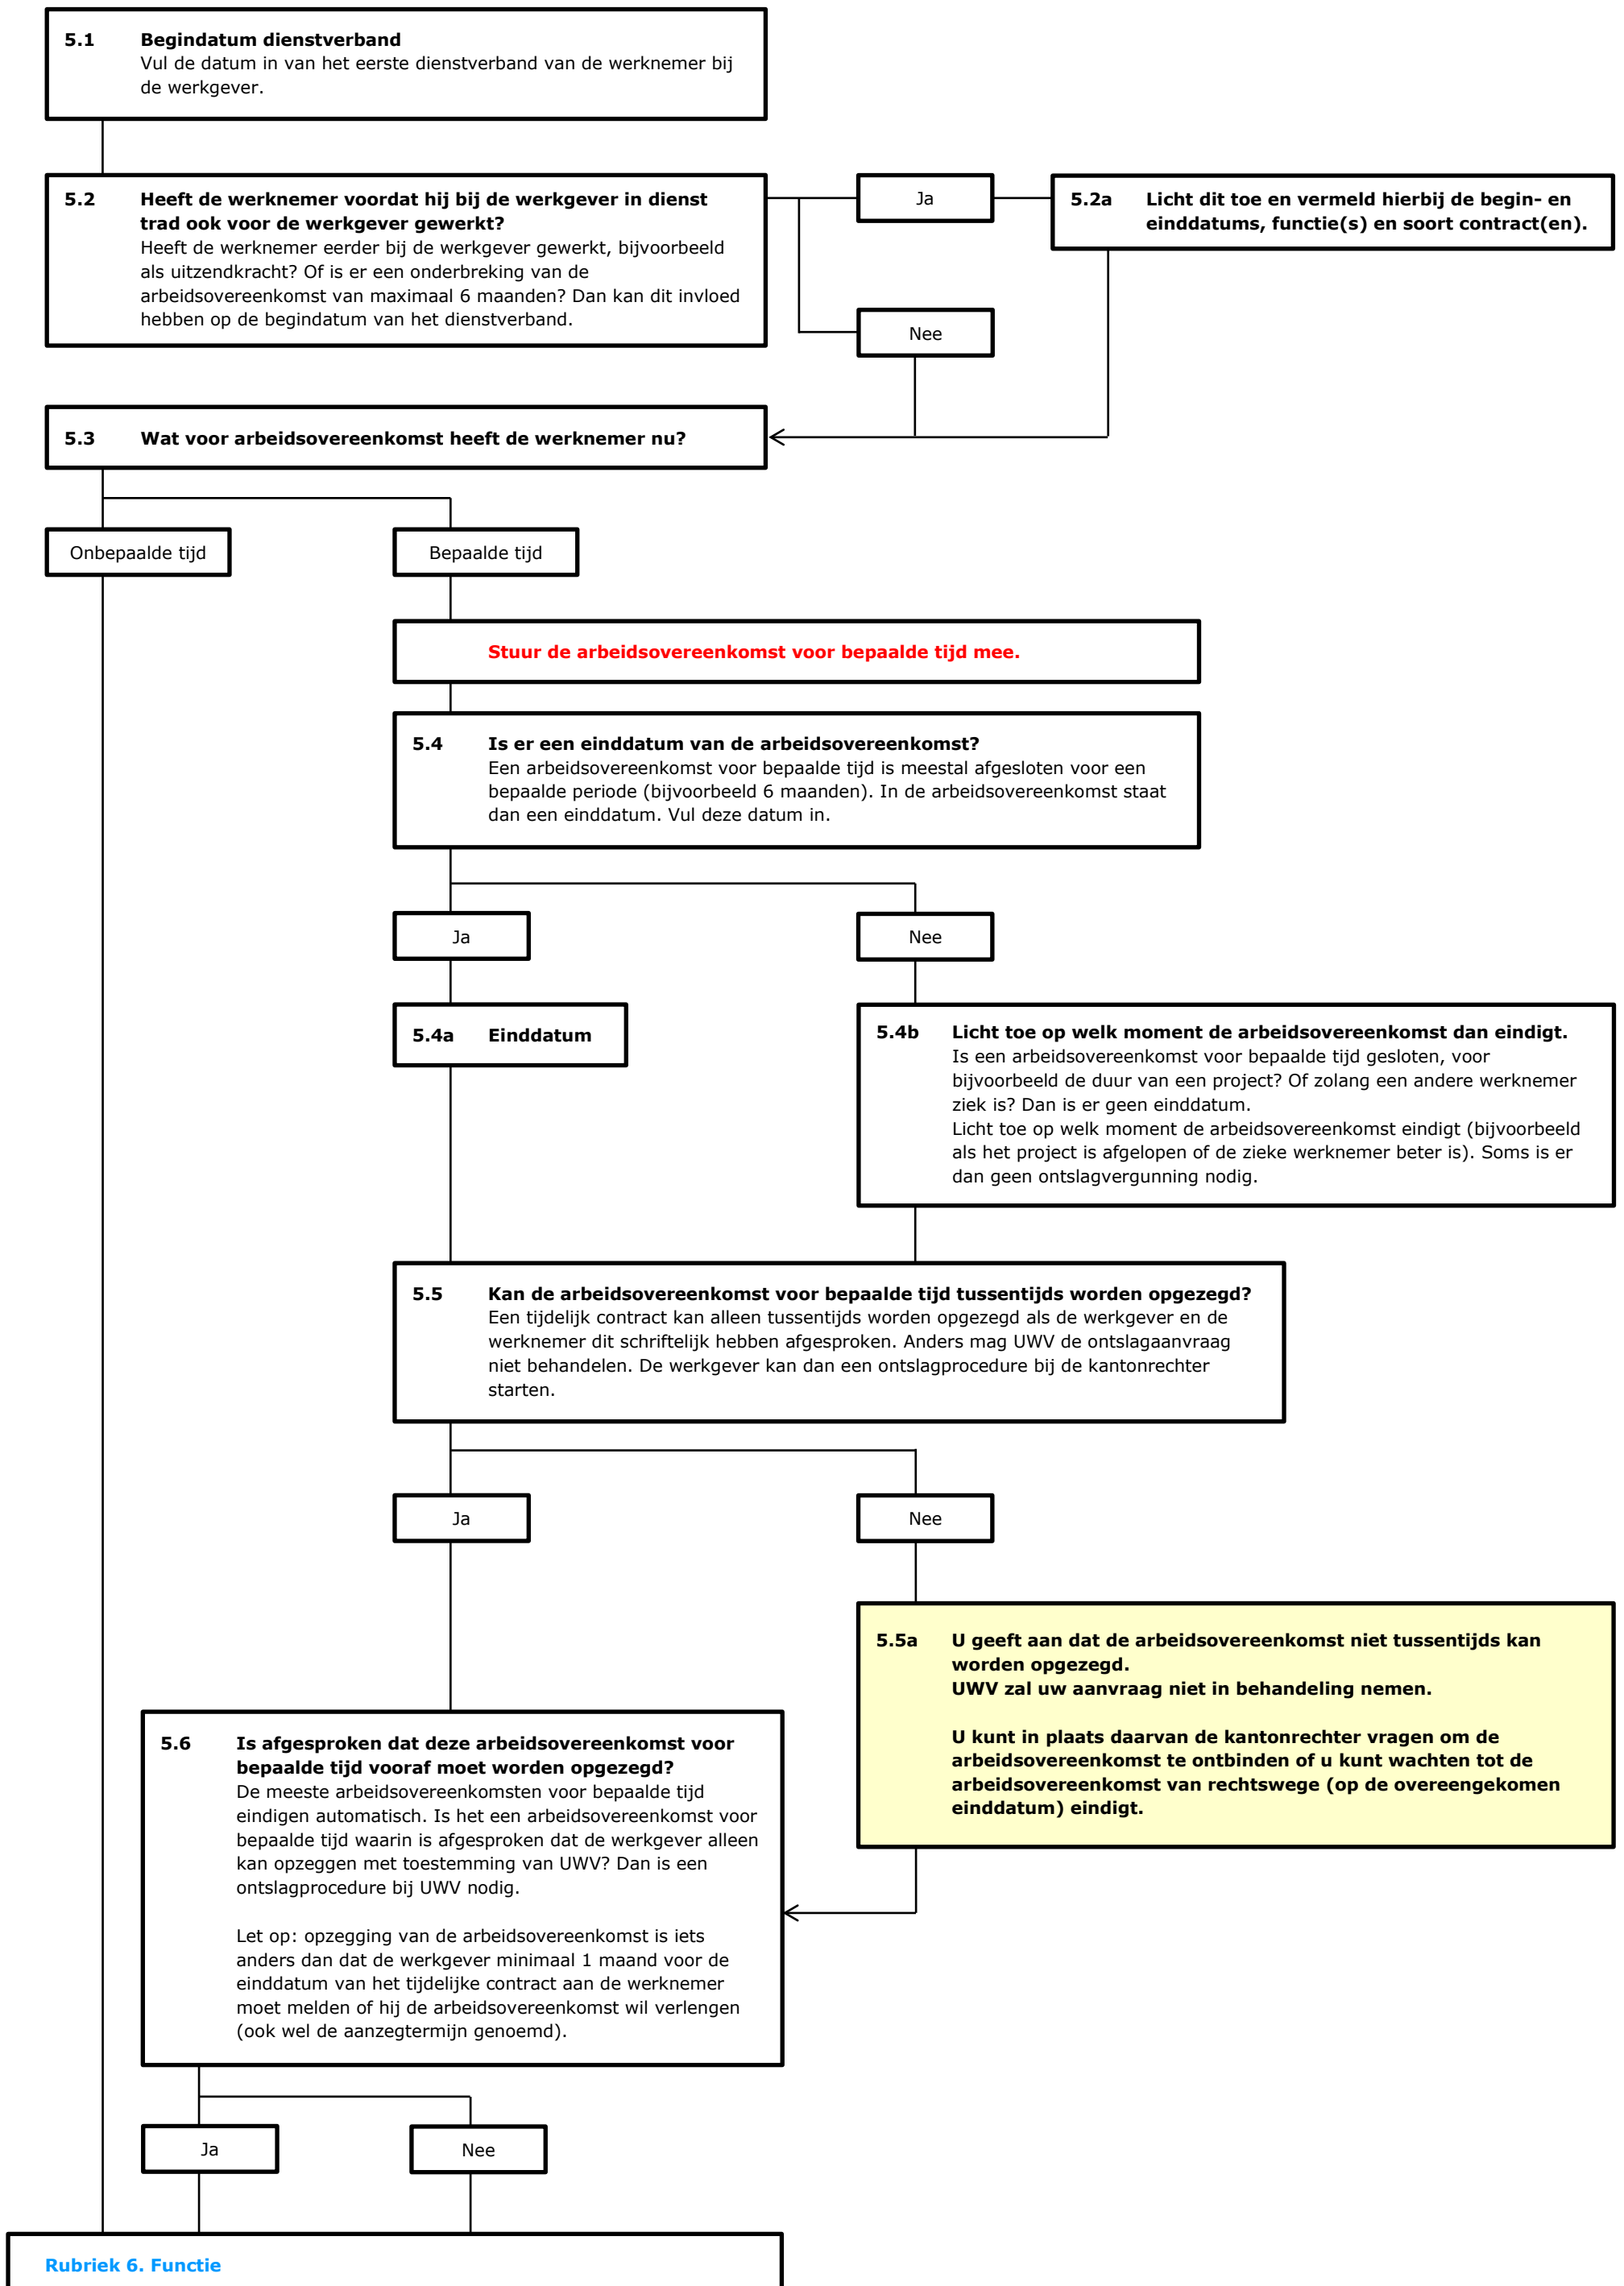 5.1 Begindatum dienstverband
Vul de datum in van het eerste dienstverband van de werknemer bij
de werkgever.
5.2 Heeft de werknemer voordat hij bij de werkgever in dienst
trad ook voor de werkgever gewerkt?
Heeft de werknemer eerder bij de werkgever gewerkt, bijvoorbeeld
als uitzendkracht? Of is er een onderbreking van de
arbeidsovereenkomst van maximaal 6 maanden? Dan kan dit invloed
hebben op de begindatum van het dienstverband.
Ja
5.2a Licht dit toe en vermeld hierbij de begin- en
einddatums, functie(s) en soort contract(en).
Nee
5.3 Wat voor arbeidsovereenkomst heeft de werknemer nu?
Onbepaalde tijd
Bepaalde tijd
Stuur de arbeidsovereenkomst voor bepaalde tijd mee.
5.4 Is er een einddatum van de arbeidsovereenkomst?
Een arbeidsovereenkomst voor bepaalde tijd is meestal afgesloten voor een
bepaalde periode (bijvoorbeeld 6 maanden). In de arbeidsovereenkomst staat
dan een einddatum. Vul deze datum in.
Ja
Nee
5.4a Einddatum
5.4b Licht toe op welk moment de arbeidsovereenkomst dan eindigt.
Is een arbeidsovereenkomst voor bepaalde tijd gesloten, voor
bijvoorbeeld de duur van een project? Of zolang een andere werknemer
ziek is? Dan is er geen einddatum.
Licht toe op welk moment de arbeidsovereenkomst eindigt (bijvoorbeeld
als het project is afgelopen of de zieke werknemer beter is). Soms is er
dan geen ontslagvergunning nodig.
5.5 Kan de arbeidsovereenkomst voor bepaalde tijd tussentijds worden opgezegd?
Een tijdelijk contract kan alleen tussentijds worden opgezegd als de werkgever en de
werknemer dit schriftelijk hebben afgesproken. Anders mag UWV de ontslagaanvraag
niet behandelen. De werkgever kan dan een ontslagprocedure bij de kantonrechter
starten.
Ja
Nee
5.5a U geeft aan dat de arbeidsovereenkomst niet tussentijds kan
worden opgezegd.
UWV zal uw aanvraag niet in behandeling nemen.
U kunt in plaats daarvan de kantonrechter vragen om de
arbeidsovereenkomst te ontbinden of u kunt wachten tot de
arbeidsovereenkomst van rechtswege (op de overeengekomen
einddatum) eindigt.
5.6 Is afgesproken dat deze arbeidsovereenkomst voor
bepaalde tijd vooraf moet worden opgezegd?
De meeste arbeidsovereenkomsten voor bepaalde tijd
eindigen automatisch. Is het een arbeidsovereenkomst voor
bepaalde tijd waarin is afgesproken dat de werkgever alleen
kan opzeggen met toestemming van UWV? Dan is een
ontslagprocedure bij UWV nodig.
Let op: opzegging van de arbeidsovereenkomst is iets
anders dan dat de werkgever minimaal 1 maand voor de
einddatum van het tijdelijke contract aan de werknemer
moet melden of hij de arbeidsovereenkomst wil verlengen
(ook wel de aanzegtermijn genoemd).
Ja
Nee
Rubriek 6. Functie